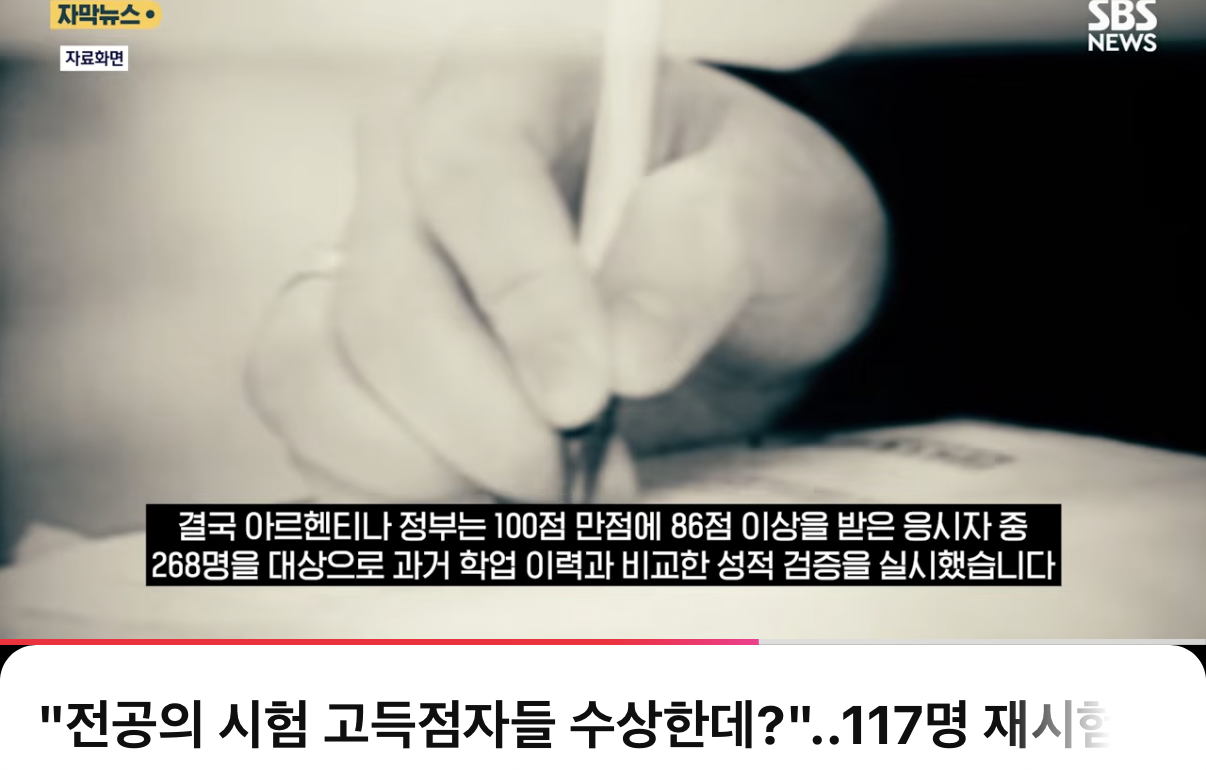 자막뉴스
SBS
NEWS
자료화면
결국 아르헨티나 정부는 100점 만점에 86점 이상을 받은 응시자 중
268명을 대상으로 과거 학업 이력과 비교한 성적 검증을 실시했습니다
"전공의 시험 고득점자들 수상한데?"..117명 재시험